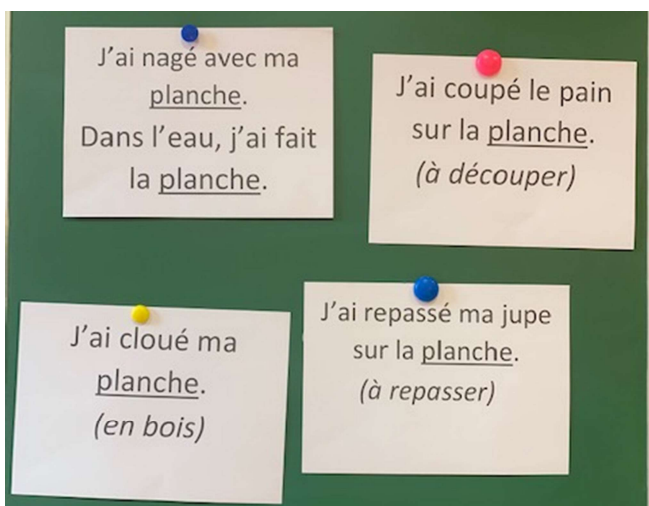 J'ai nagé avec ma
planche.
Dans l'eau, j'ai fait
la planche.
J'ai coupé le pain
sur la planche.
(à découper)
J'ai cloué ma
planche.
(en bois)
J'ai repassé ma jupe
sur la planche.
(à repasser)